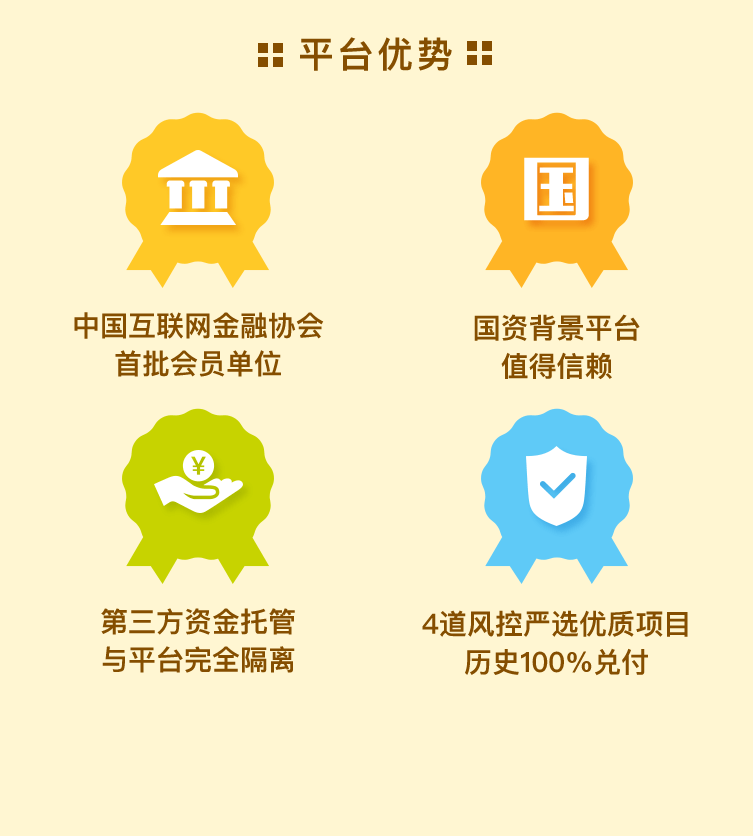 平台优势
国
中国互联网金融协会
首批会员单位
国资背景平台
值得信赖
¥
第三方资金托管
与平台完全隔离
4道风控严选优质项目
历史100%兑付